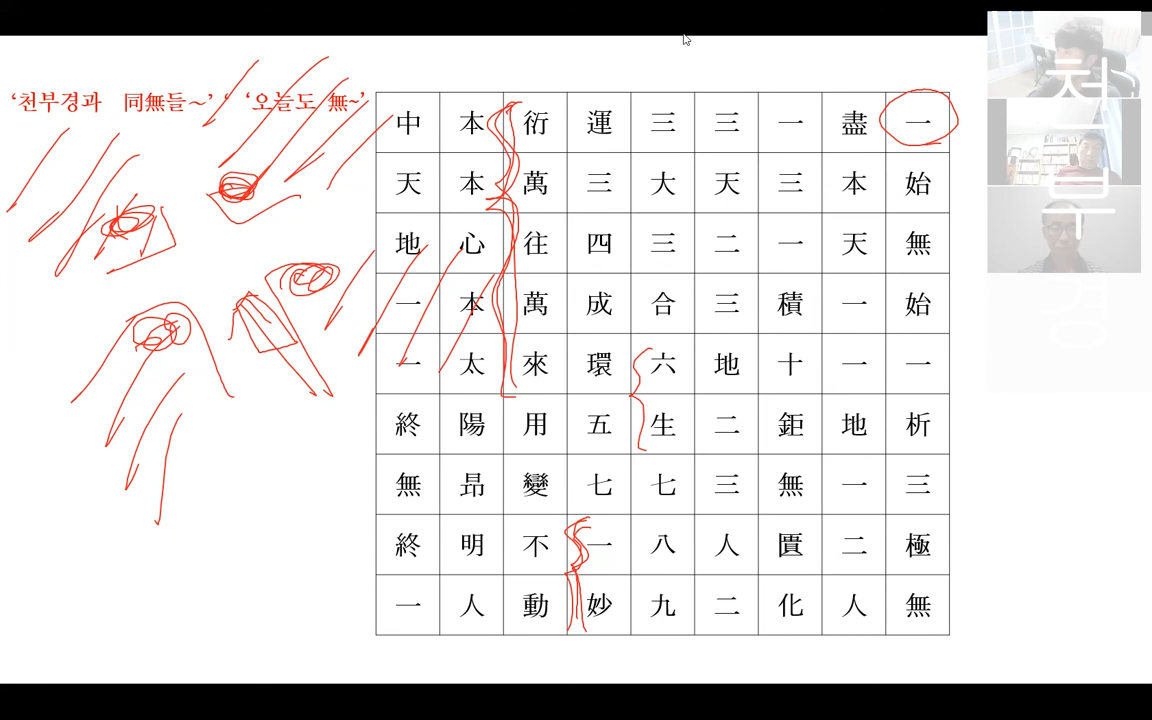 ‘천부경과 同無들~’ ‘ ‘오늘도 無~’
一始無始一析三極無
盡本天一一地一二人
一三一積十鉅無匱化
三天二三地二三人二
三大三合六生七八九
運三四成環五七一妙
衍萬往萬來用變不動
本本心本太陽昂明人
中天地一一終無終一
천부경